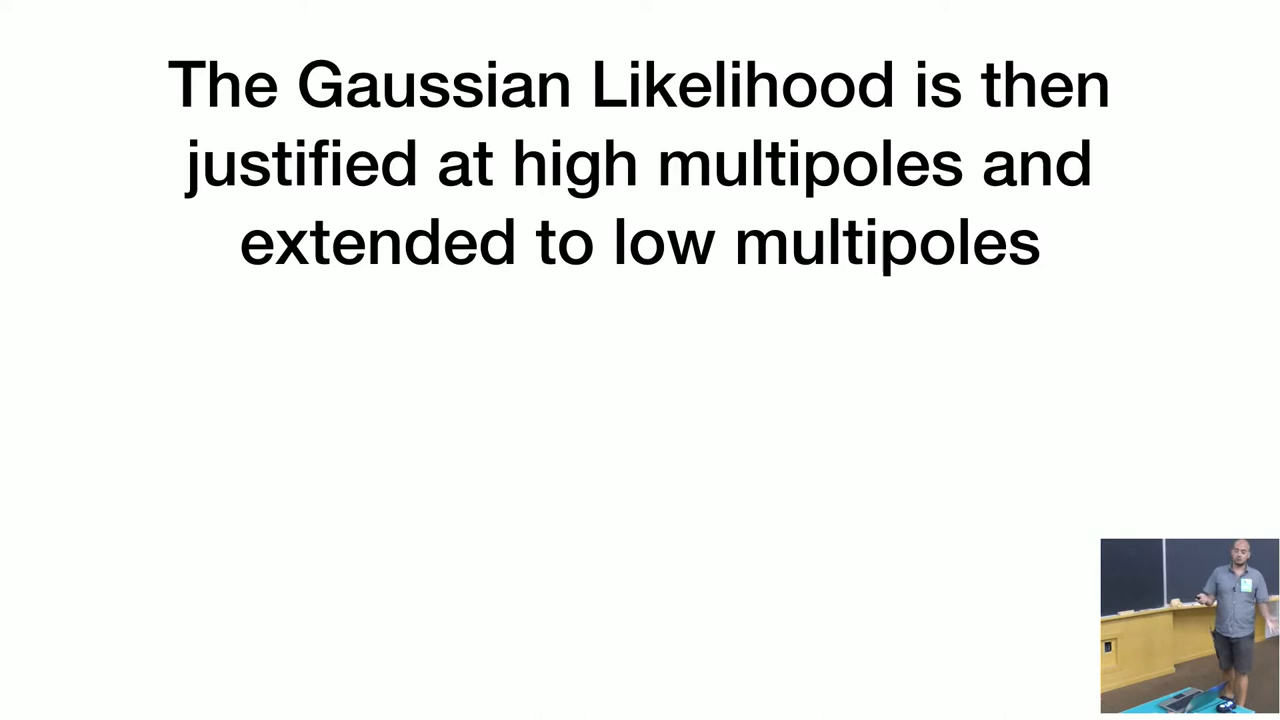 The Gaussian Likelihood is then
justified at high multipoles and
extended to low multipoles